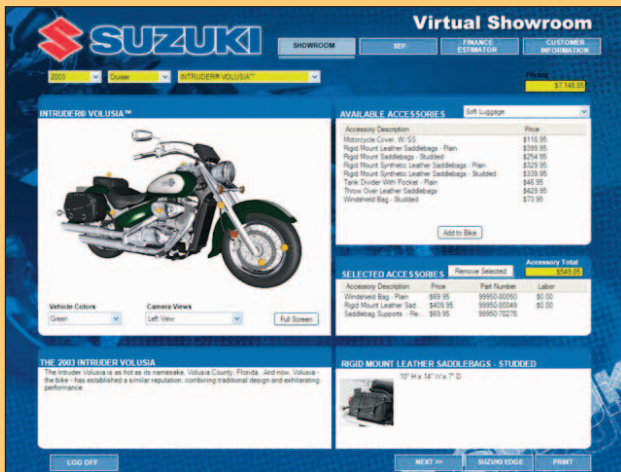 Virtual Showroom
SUZUKI
SHOWROOM
SEP
FINANCE
ESTIMATOR
CUSTOMER
INFORMATION
2003
Cruiser
INTRUDER® VOLUSIA™
Pricing
$7,148.85
INTRUDER® VOLUSIA™
AVAILABLE ACCESSORIES
Soft Luggage
Accessory Description Price
Motorcycle Cover, W/SS $118.95
Rigid Mount Leather Saddlebags - Plain $399.95
Rigid Mount Saddlebags - Studded $254.95
Rigid Mount Synthetic Leather Saddlebags - Plain $329.95
Rigid Mount Synthetic Leather Saddlebags - Studded $339.95
Tank Divider With Pocket - Plain $46.95
Throw Over Leather Saddlebags $429.95
Windshield Bag - Studded $73.95
Add to Bike
Accessory Total
SELECTED ACCESSORIES
Remove Selected
$549.85
Accessory Description Price Part Number Labor
Windshield Bag - Plain $69.95 99950-80050 $0.00
Rigid Mount Leather Sad... $409.95 99950-80049 $0.00
Saddlebag Supports - Re... $69.95 99950-70275
Vehicle Colors
Camera Views
Green
Left View
Full Screen
THE 2003 INTRUDER VOLUSIA
The Intruder Volusia is as hot as its namesake, Volusia County, Florida. And now, Volusia -
the bike - has established a similar reputation, combining traditional design and exhilarating
performance.
RIGID MOUNT LEATHER SADDLEBAGS - STUDDED
10" H x 14" W x 7" D
LOG OFF
NEXT >>
SUZUKI EDGE
PRINT